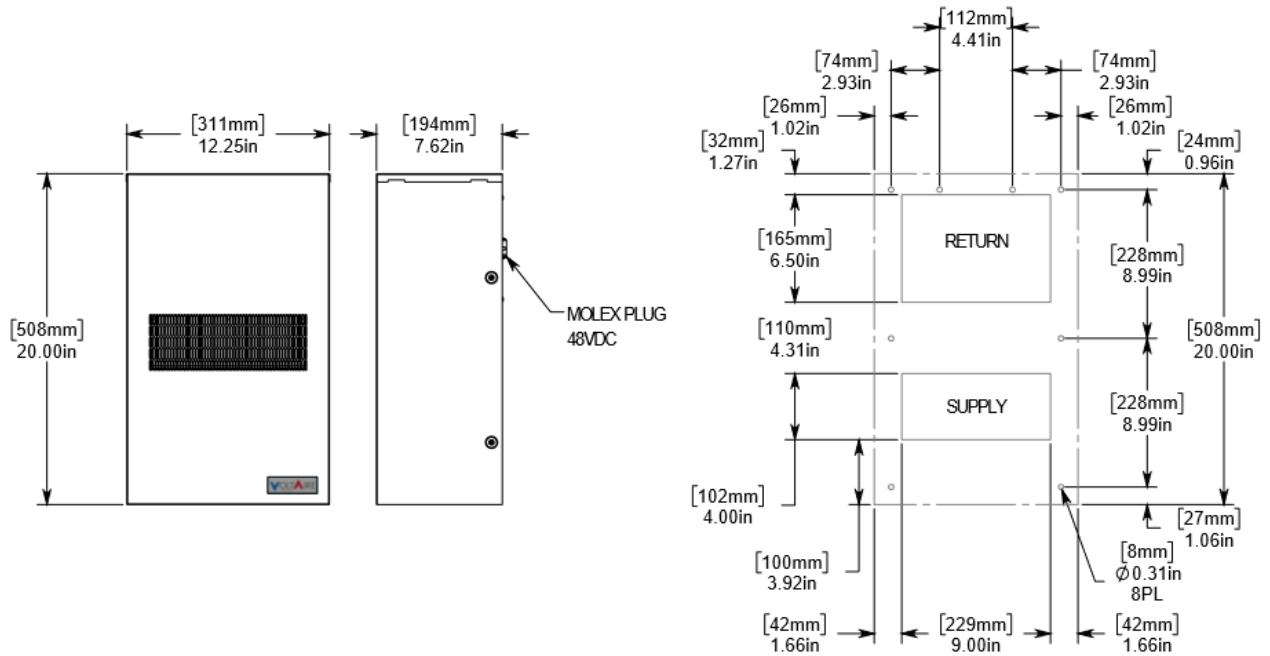 [112mm]
4.41in
[74mm]
2.93in
[74mm]
2.93in
[26mm]
1.02in
[26mm]
1.02in
[311mm]
12.25in
[194mm]
7.62in
[32mm]
1.27in
[24mm]
0.96in
[165mm]
6.50in
RETURN
[228mm]
8.99in
MOLEX PLUG
48VDC
[508mm]
20.00in
[110mm]
4.31in
[508mm]
20.00in
SUPPLY
[228mm]
8.99in
VOLTAIRE
[102mm]
4.00in
[27mm]
1.06in
[100mm]
3.92in
[8mm]
Ø0.31in
8PL
[42mm]
1.66in
[229mm]
9.00in
[42mm]
1.66in